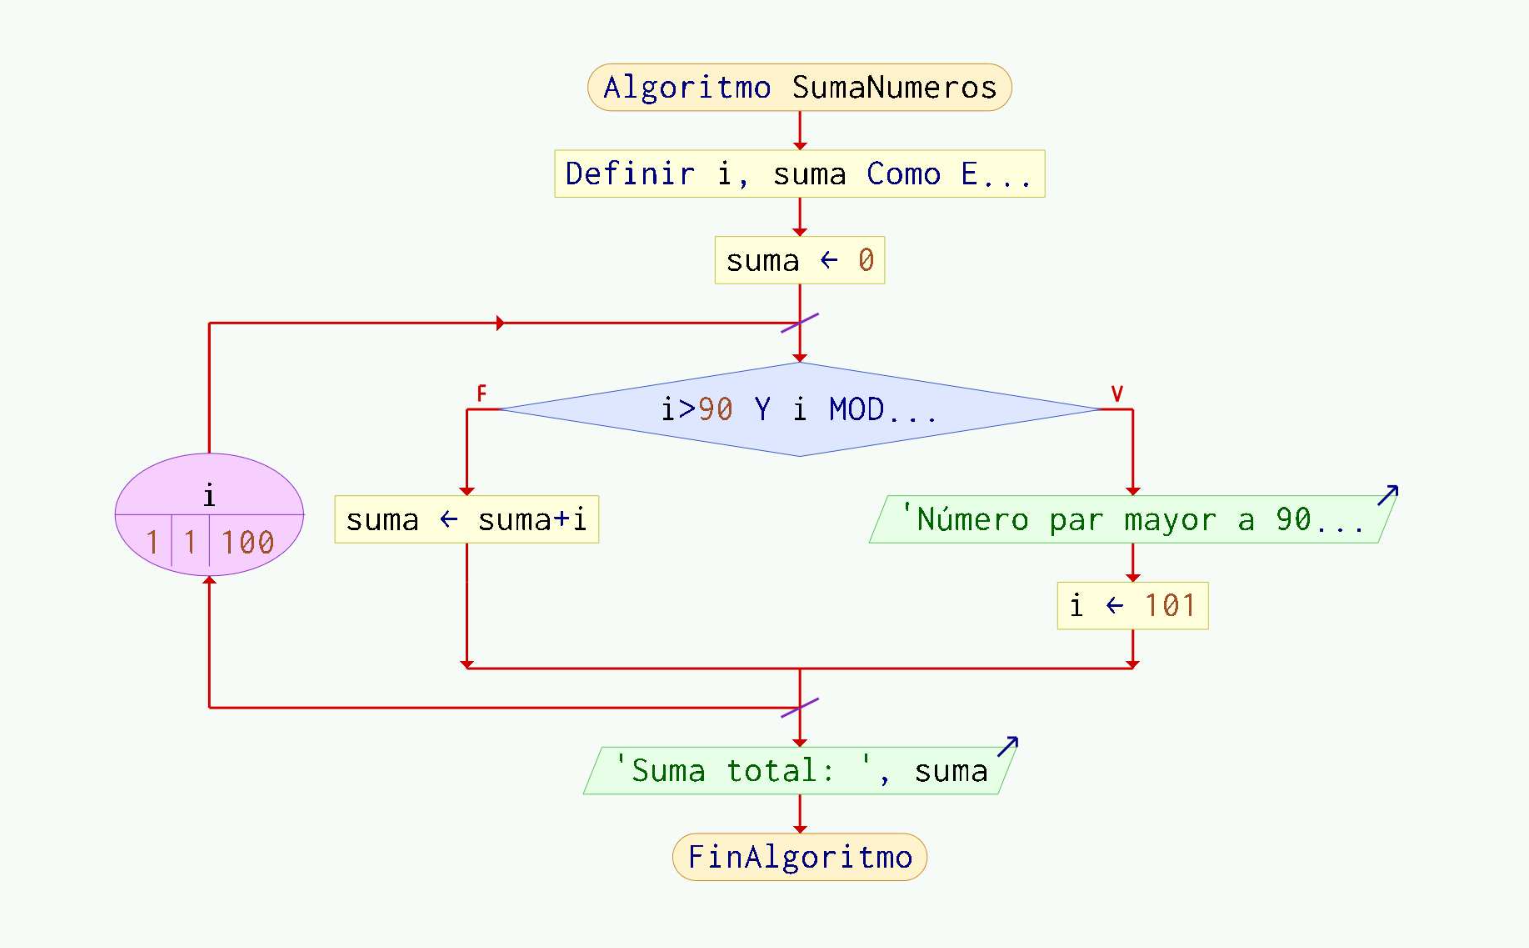 Algoritmo SumaNumeros
Definir i, suma Como E...
suma ← 0
F
V
i>90 Y i MOD...
i
1 1 100
suma ← suma+i
'Número par mayor a 90...
i ← 101
'Suma total: ', suma
FinAlgoritmo